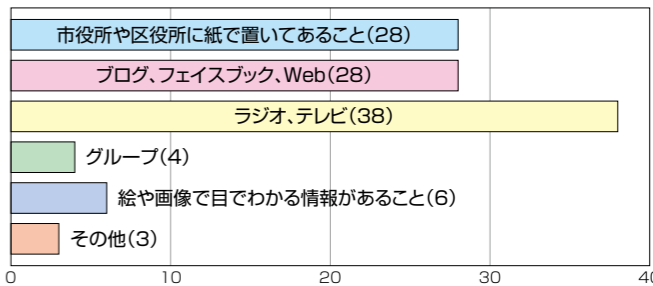 市役所や区役所に紙で置いてあること(28)
ブログ、フェイスブック、Web(28)
ラジオ、テレビ(38)
グループ(4)
絵や画像で目でわかる情報があること(6)
その他(3)
0 10 20 30 40